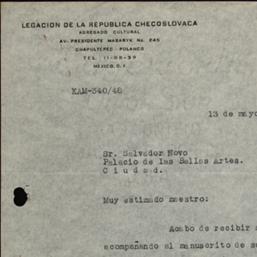 LEGACION DE LA REPUBLICA CHECOSLOVACA
AGREGADO CULTURAL
AV. PRESIDENTE MASARYK No. 245
CHAPULTEPEC - POLANCO
TEL. 11-08-39
MEXICO, D. F.
KAM-340/48
13 de mayo
Sr. Salvador Novo
Palacio de las Bellas Artes.
C i u d a d.
Muy estimado maestro:
Acabo de recibir
acompañando al manuscrito de